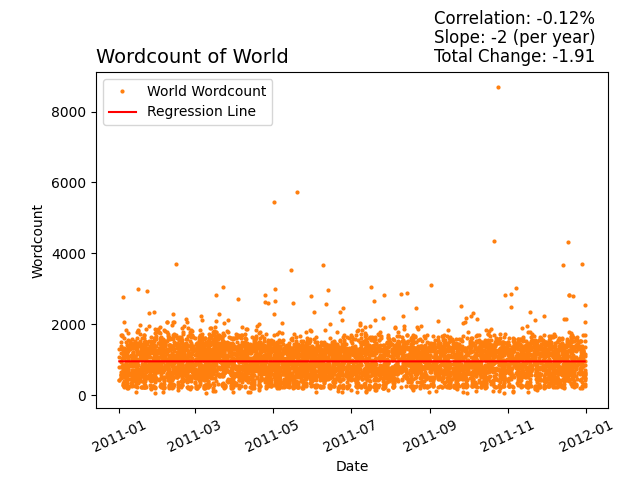 Correlation: -0.12%
Slope: -2 (per year)
Wordcount of World
Total Change: -1.91
World Wordcount
Regression Line
8000
6000
4000
2000
0
Wordcount
2011-01
2011-03
2011-05
2011-07
2011-09
2011-11
2012-01
Date